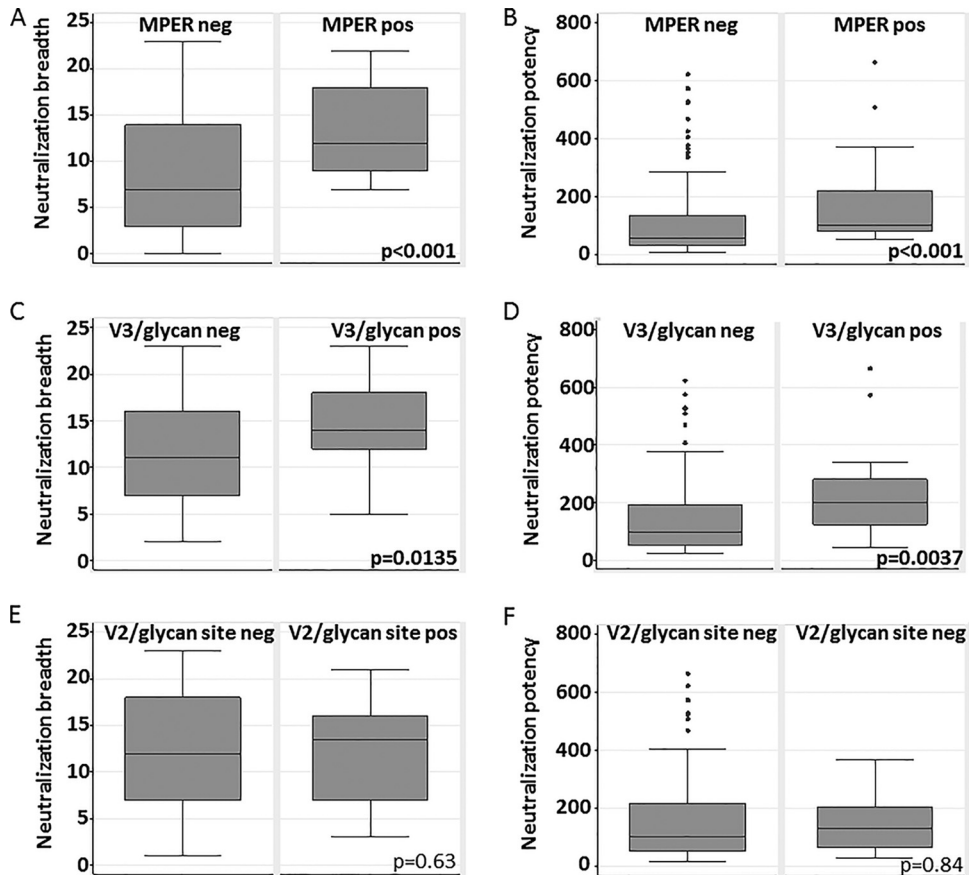 A
Neutralization breadth
MPER neg
MPER pos
25
20
15
10
5
0
p<0.001
B
Neutralization potency
MPER neg
MPER pos
800
600
400
200
0
p<0.001
C
Neutralization breadth
V3/glycan neg
V3/glycan pos
25
20
15
10
5
0
p=0.0135
D
Neutralization potency
V3/glycan neg
V3/glycan pos
800
600
400
200
0
p=0.0037
E
Neutralization breadth
V2/glycan site neg
V2/glycan site pos
25
20
15
10
5
0
p=0.63
F
Neutralization potency
V2/glycan site neg
V2/glycan site neg
800
600
400
200
0
p=0.84